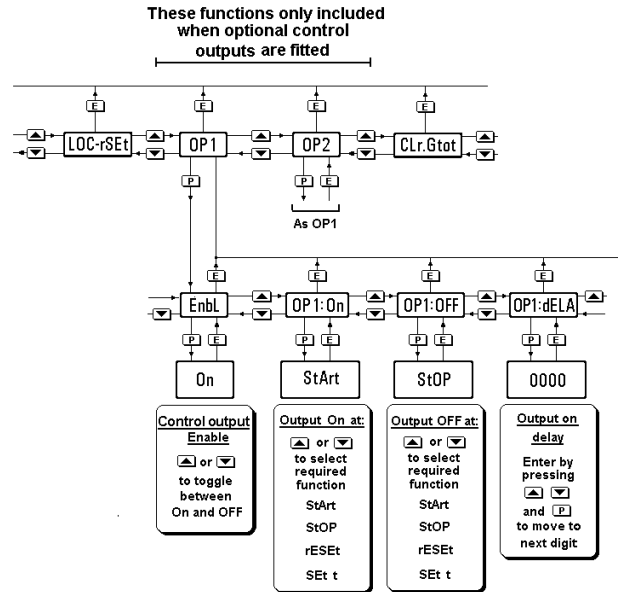 These functions only included
when optional control
outputs are fitted
E E E E
LOC-rSEt OP1 OP2 CLr.Gtot
P P E
As OP1
E E E E
EnbL OP1:On OP1:OFF OP1:dELA
P E P E P E P E
On StArt StOP 0000
Control output
Enable
or
to toggle
between
On and OFF
Output On at:
or
to select
required
function
StArt
StOP
rESEt
SEt t
Output OFF at:
or
to select
required
function
StArt
StOP
rESEt
SEt t
Output on
delay
Enter by
pressing
and P
to move to
next digit